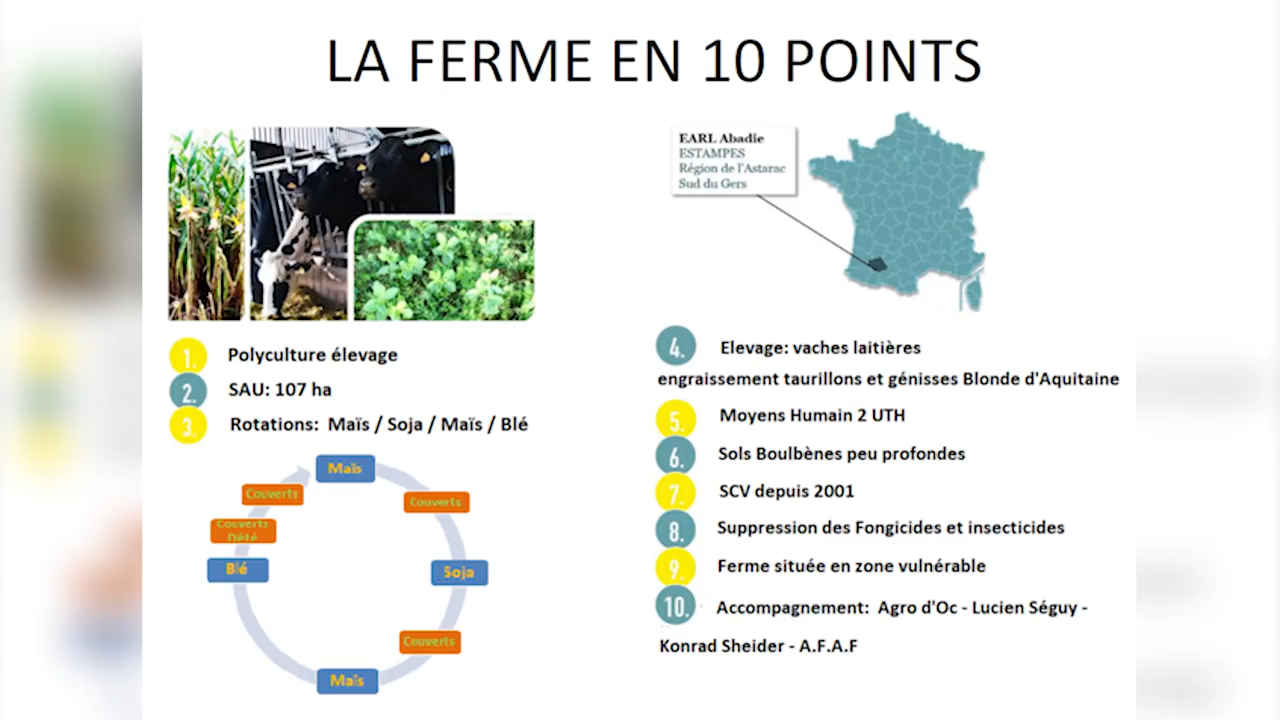 LA FERME EN 10 POINTS
EARL Abadie
ESTAMPES
Région de l'Astarac
Sud du Gers
1. Polyculture élevage
2. SAU: 107 ha
3. Rotations: Maïs / Soja / Maïs / Blé
Maïs
Couverts
Couverts
Couverts
D'été
Blé
Soja
Couverts
Maïs
4. Elevage: vaches laitières
engraissement taurillons et génisses Blonde d'Aquitaine
5. Moyens Humain 2 UTH
6. Sols Boulbènes peu profondes
7. SCV depuis 2001
8. Suppression des Fongicides et insecticides
9. Ferme située en zone vulnérable
10. Accompagnement: Agro d'Oc - Lucien Séguy -
Konrad Sheider - A.F.A.F